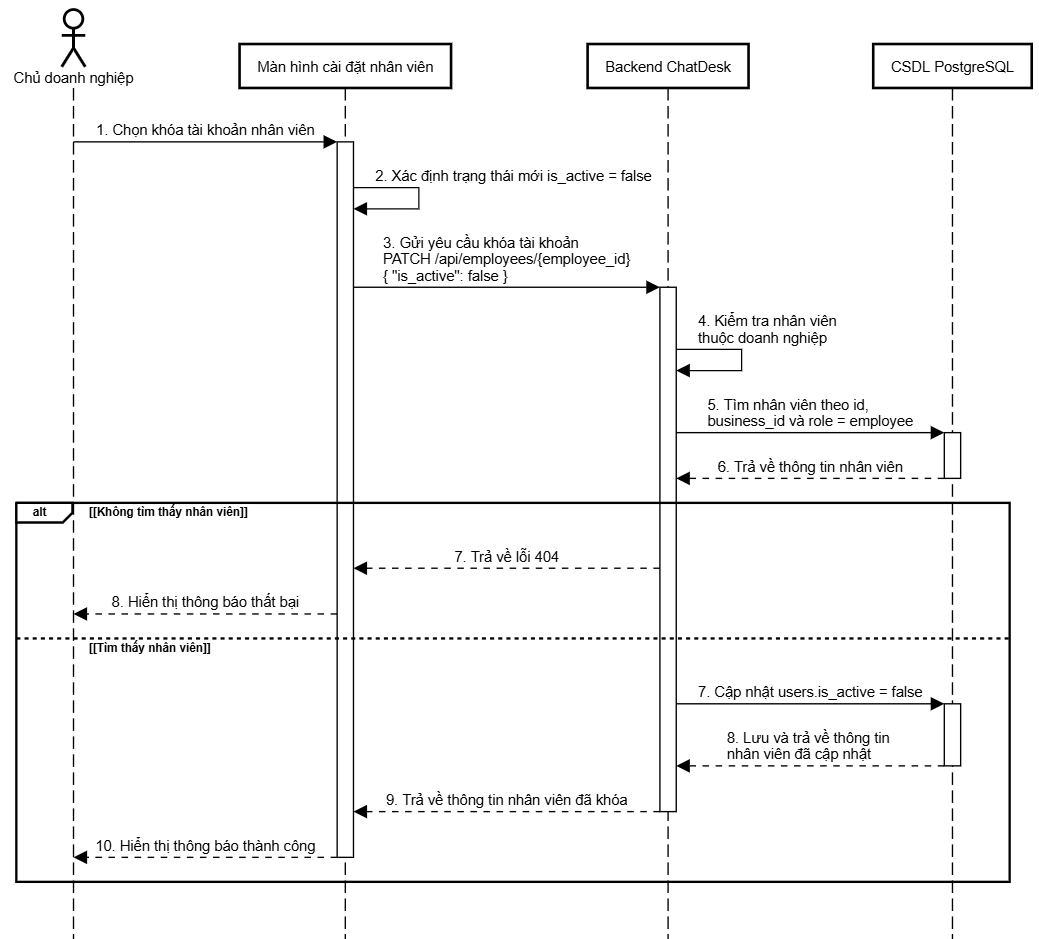 Chủ doanh nghiệp
Màn hình cài đặt nhân viên
Backend ChatDesk
CSDL PostgreSQL
1. Chọn khóa tài khoản nhân viên
2. Xác định trạng thái mới is_active = false
3. Gửi yêu cầu khóa tài khoản
PATCH /api/employees/{employee_id}
{ "is_active": false }
4. Kiểm tra nhân viên
thuộc doanh nghiệp
5. Tìm nhân viên theo id,
business_id và role = employee
6. Trả về thông tin nhân viên
alt
[[Không tìm thấy nhân viên]]
7. Trả về lỗi 404
8. Hiển thị thông báo thất bại
[[Tìm thấy nhân viên]]
7. Cập nhật users.is_active = false
8. Lưu và trả về thông tin
nhân viên đã cập nhật
9. Trả về thông tin nhân viên đã khóa
10. Hiển thị thông báo thành công